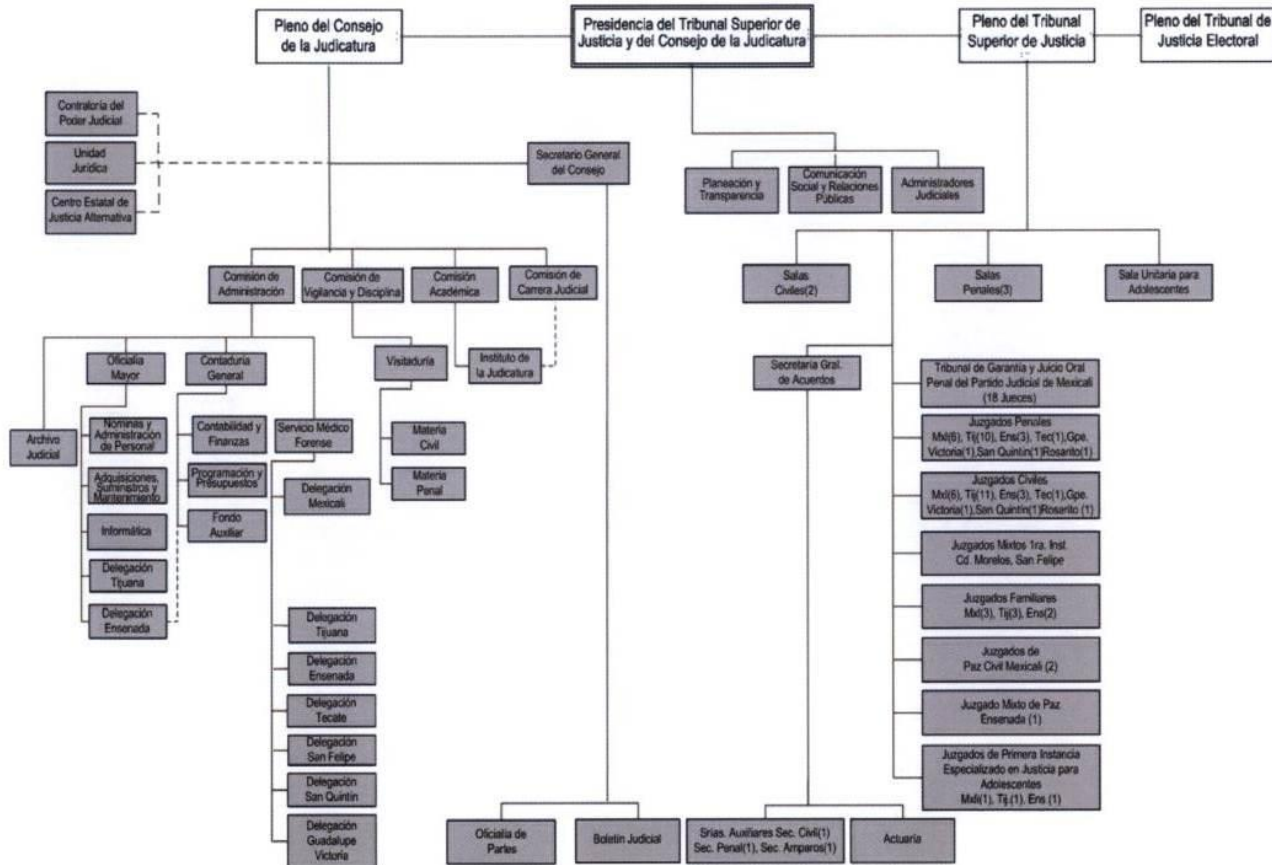 Pleno del Consejo
de la Judicatura
Presidencia del Tribunal Superior de
Justicia y del Consejo de la Judicatura
Pleno del Tribunal
Superior de Justicia
Pleno del Tribunal de
Justicia Electoral
Contraloría del
Poder Judicial
Unidad
Jurídica
Centro Estatal de
Justicia Alternativa
Secretario General
del Consejo
Planeación y
Transparencia
Comunicación
Social y Relaciones
Públicas
Administradores
Judiciales
Comisión de
Administración
Comisión de
Vigilancia y Disciplina
Comisión
Académica
Comisión de
Carrera Judicial
Salas
Civiles(2)
Salas
Penales(3)
Sala Unitaria para
Adolescentes
Oficialía
Mayor
Contaduría
General
Visitaduría
Instituto de
la Judicatura
Secretaría Gral.
de Acuerdos
Archivo
Judicial
Nóminas y
Administración
de Personal
Adquisiciones,
Suministros y
Mantenimiento
Informática
Delegación
Tijuana
Delegación
Ensenada
Contabilidad y
Finanzas
Programación y
Presupuestos
Fondo
Auxiliar
Servicio Médico
Forense
Delegación
Mexicali
Materia
Civil
Materia
Penal
Delegación
Tijuana
Delegación
Ensenada
Delegación
Tecate
Delegación
San Felipe
Delegación
San Quintín
Delegación
Guadalupe
Victoria
Tribunal de Garantía y Juicio Oral
Penal del Partido Judicial de Mexicali
(18 Jueces)
Juzgados Penales
Mxl(6), Tij(10), Ens(3), Tec(1),Gpe.
Victoria(1),San Quintín(1)Rosarito(1)
Juzgados Civiles
Mxl(6), Tij(11), Ens(3), Tec(1),Gpe.
Victoria(1),San Quintín(1)Rosarito (1)
Juzgados Mixtos 1ra. Inst.
Cd. Morelos, San Felipe
Juzgados Familiares
Mxl(3), Tij(3), Ens(2)
Juzgados de
Paz Civil Mexicali (2)
Juzgado Mixto de Paz
Ensenada (1)
Juzgados de Primera Instancia
Especializado en Justicia para
Adolescentes
Mxli(1), Tij.(1), Ens.(1)
Oficialía de
Partes
Boletín Judicial
Srias. Auxiliares Sec. Civil(1)
Sec. Penal(1), Sec. Amparos(1)
Actuaría